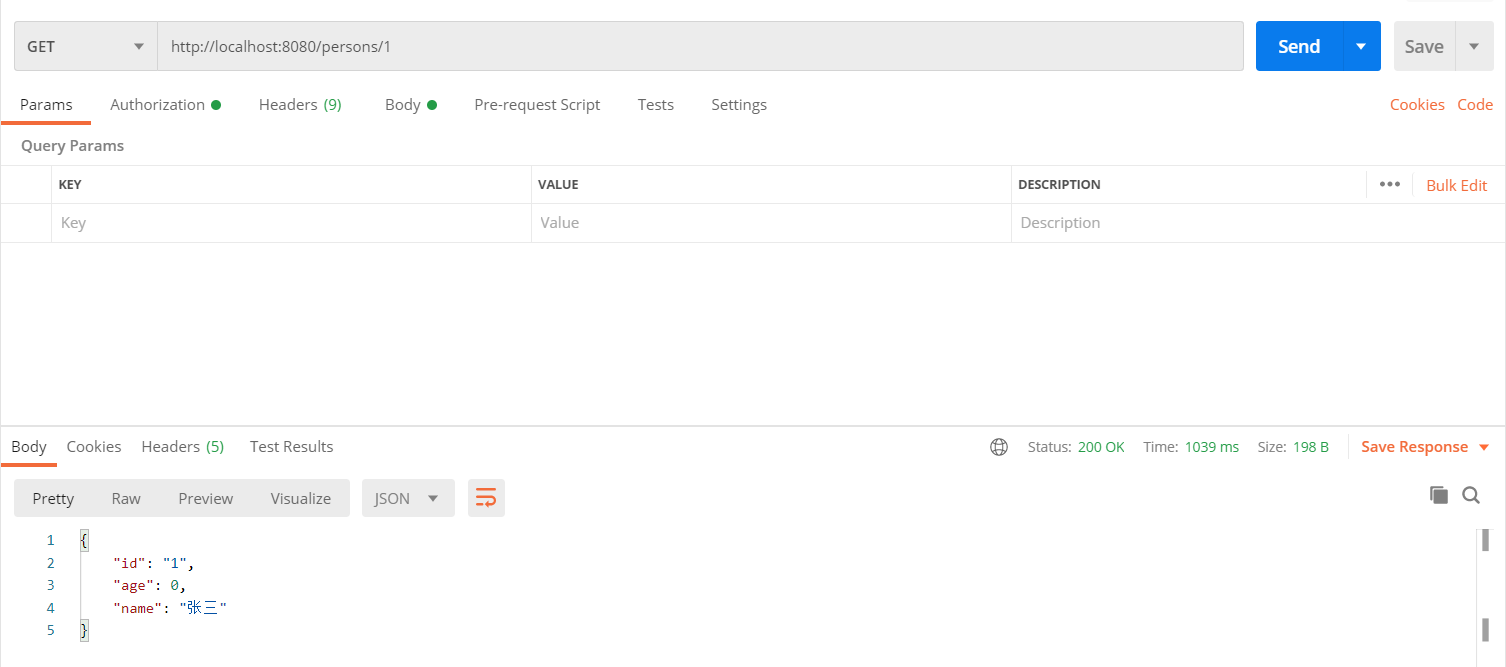 GET http://localhost:8080/persons/1 Send Save
Params Authorization Headers (9) Body Pre-request Script Tests Settings Cookies Code
Query Params
KEY VALUE DESCRIPTION ••• Bulk Edit
Key Value Description
Body Cookies Headers (5) Test Results Status: 200 OK Time: 1039 ms Size: 198 B Save Response
Pretty Raw Preview Visualize JSON
1 {
2 "id": "1",
3 "age": 0,
4 "name": "张三"
5 }